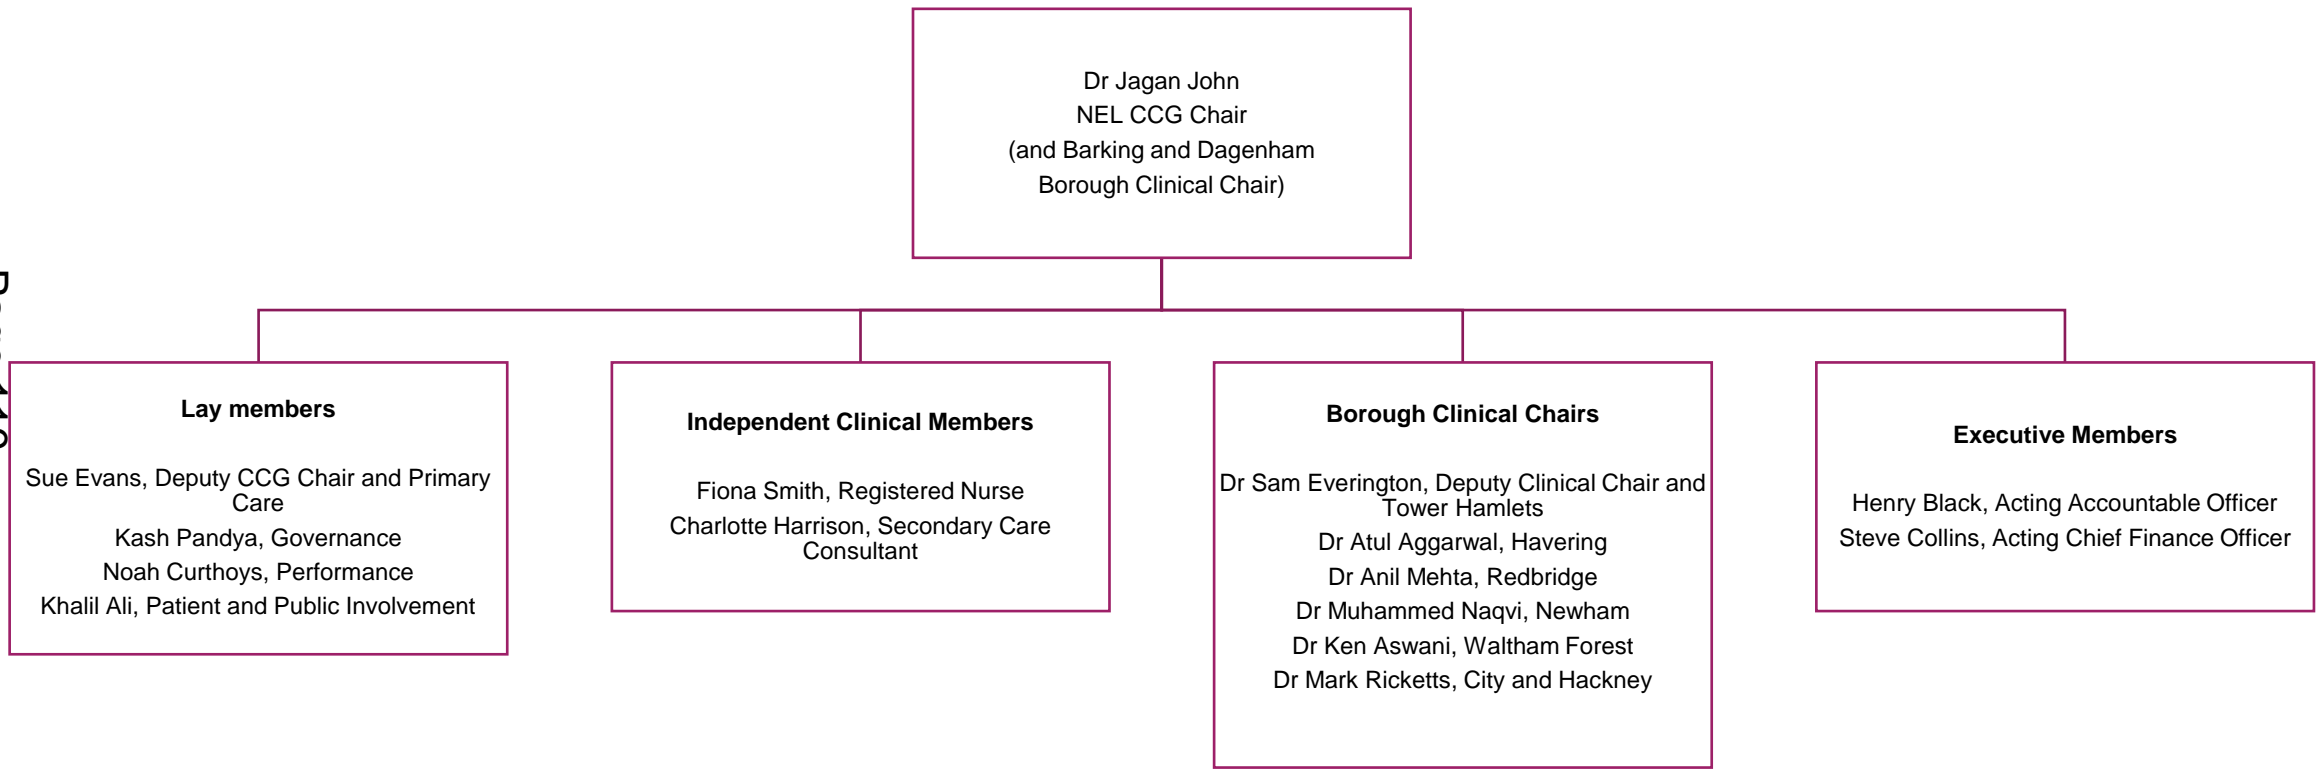 Dr Jagan John
NEL CCG Chair
(and Barking and Dagenham
Borough Clinical Chair)
Lay members
Sue Evans, Deputy CCG Chair and Primary
Care
Kash Pandya, Governance
Noah Curthoys, Performance
Khalil Ali, Patient and Public Involvement
Independent Clinical Members
Fiona Smith, Registered Nurse
Charlotte Harrison, Secondary Care
Consultant
Borough Clinical Chairs
Dr Sam Everington, Deputy Clinical Chair and
Tower Hamlets
Dr Atul Aggarwal, Havering
Dr Anil Mehta, Redbridge
Dr Muhammed Naqvi, Newham
Dr Ken Aswani, Waltham Forest
Dr Mark Ricketts, City and Hackney
Executive Members
Henry Black, Acting Accountable Officer
Steve Collins, Acting Chief Finance Officer